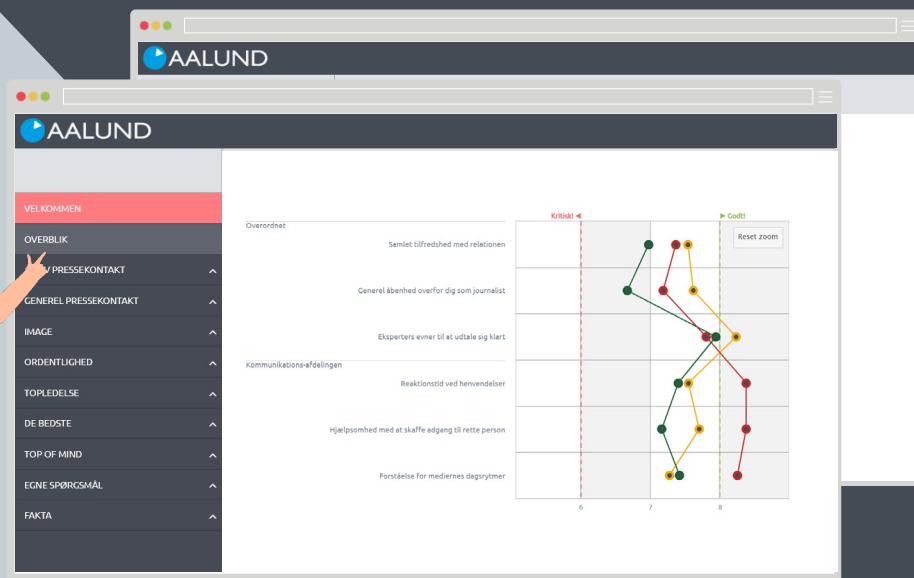 AALUND
AALUND
VELKOMMEN
OVERBLIK
PRESSEKONTAKT
GENEREL PRESSEKONTAKT
IMAGE
ORDENTLIGHED
TOPLEDELSE
DE BEDSTE
TOP OF MIND
EGNE SPØRGSMÅL
FAKTA
Kritisk! Godt!
Reset zoom
Overordnet
Samlet tilfredshed med relationen
Generel åbenhed overfor dig som journalist
Eksperters evner til at udtale sig klart
Kommunikations-afdelingen
Reaktionstid ved henvendelser
Hjælpsomhed med at skaffe adgang til rette person
Forståelse for mediernes dagsrytmer
6 7 8